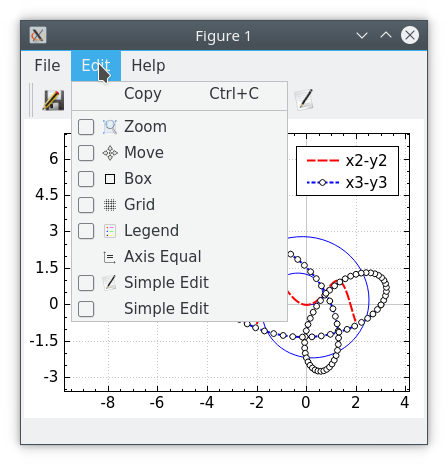 Figure 1
File Edit Help
Copy Ctrl+C
Zoom
Move
Box
Grid
Legend
Axis Equal
Simple Edit
Simple Edit
x2-y2
x3-y3
6
4.5
3
1.5
0
-1.5
-3
-8 -6 -4 -2 0 2 4